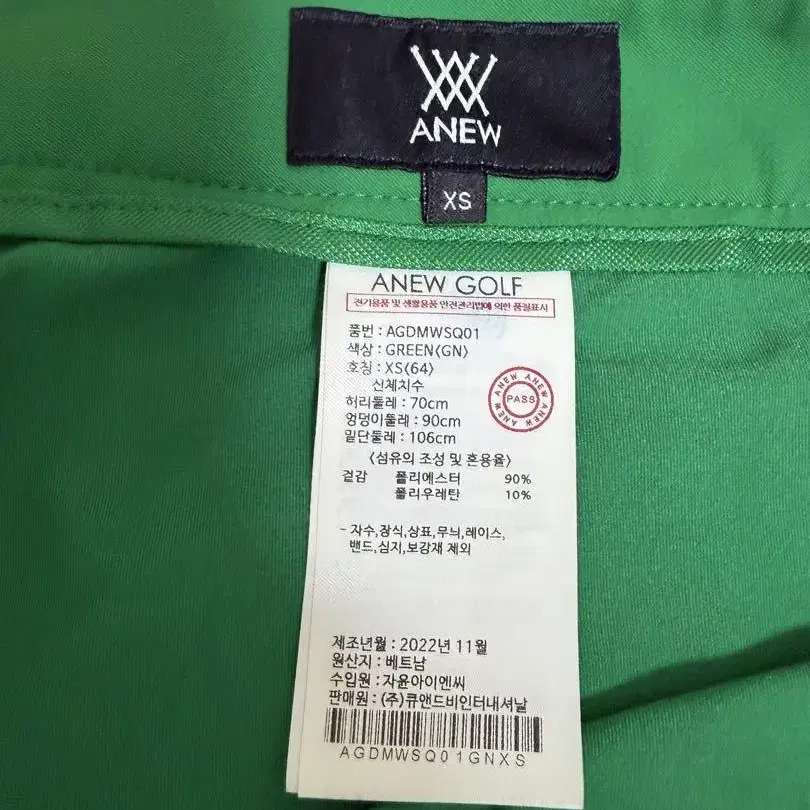 ANEW
XS
ANEW GOLF
전기용품 및 생활용품 안전관리법에 의한 품질표시
품번 : AGDMWSQ01
색상 : GREEN(GN)
호칭 : XS(64)
신체치수
허리둘레 : 70cm
엉덩이둘레 : 90cm
밑단둘레 : 106cm
ANEW ANEW ANEW ANEW
PASS
〈섬유의 조성 및 혼용율〉
겉감 폴리에스터 90%
폴리우레탄 10%
- 자수,장식,상표,무늬,레이스,
밴드,심지,보강재 제외
제조년월 : 2022년 11월
원산지 : 베트남
수입원 : 자윤아이엔씨
판매원 : (주)큐앤드비인터내셔날
AGDMWSQ01GNXS